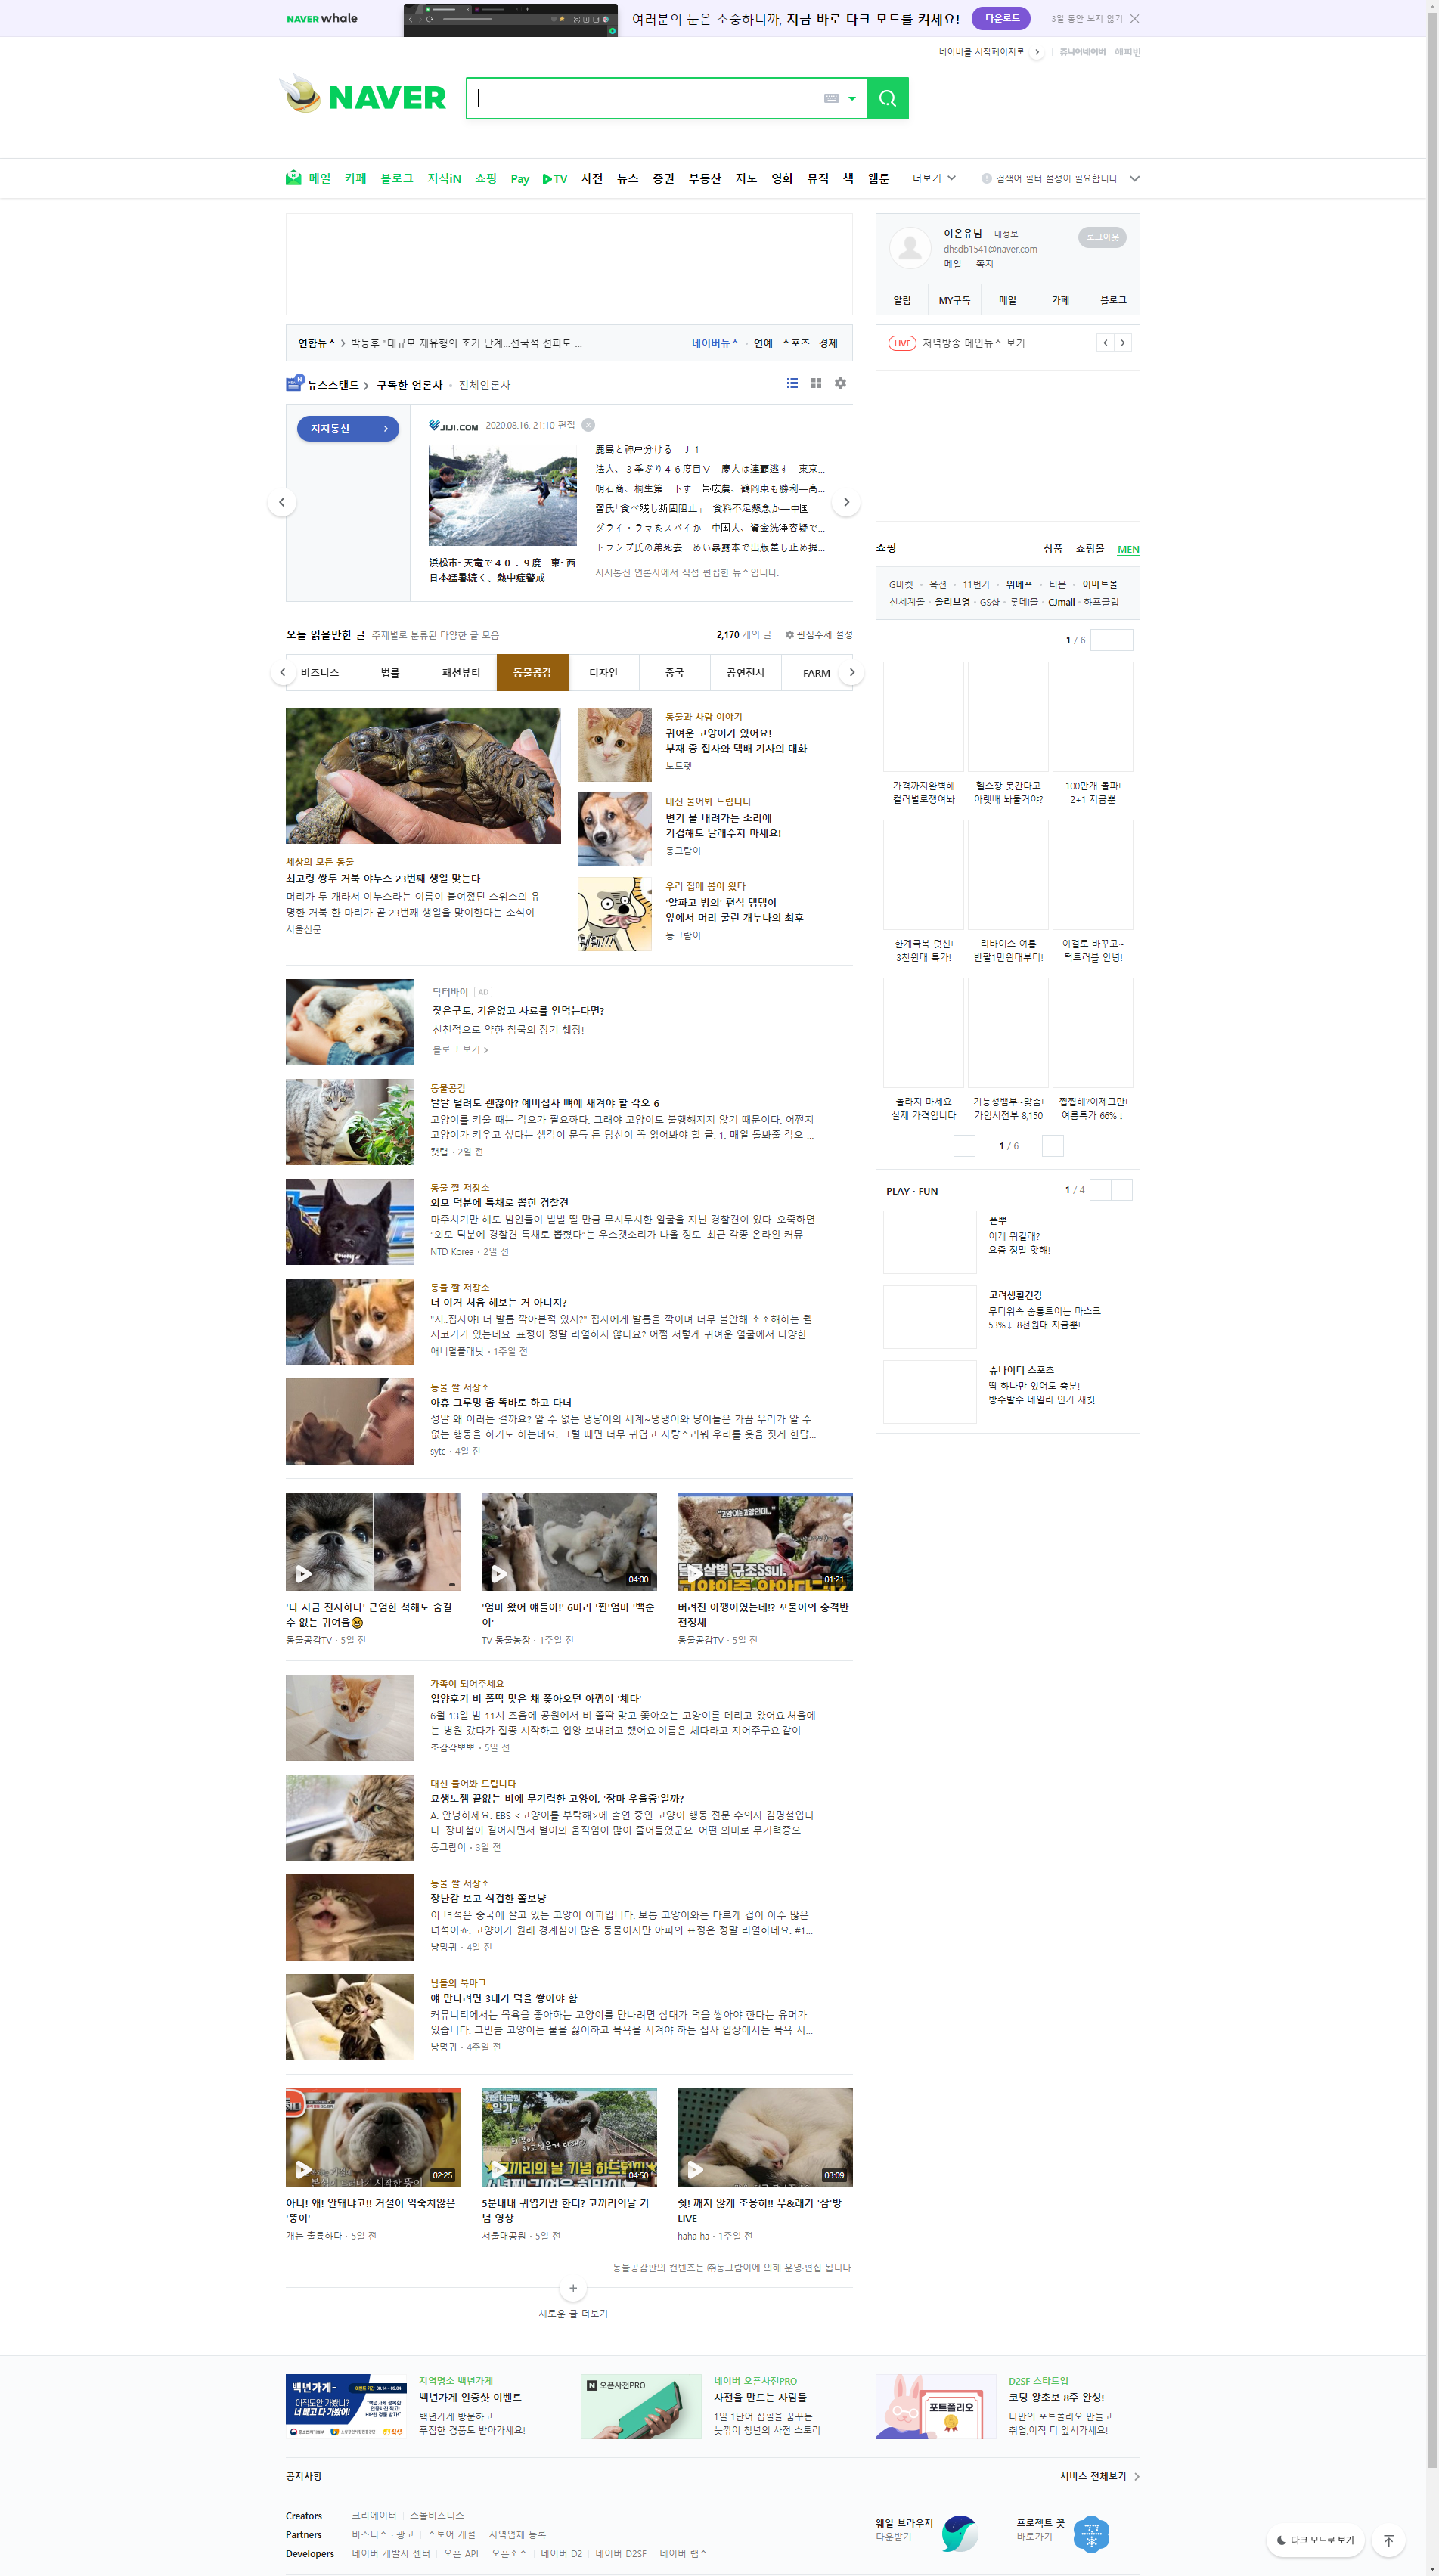 NAVER whale
여러분의 눈은 소중하니까, 지금 바로 다크 모드를 켜세요!
다운로드
3일 동안 보지 않기
네이버를 시작페이지로
쥬니어네이버 해피빈
NAVER
메일 카페 블로그 지식iN 쇼핑 Pay TV 사전 뉴스 증권 부동산 지도 영화 뮤직 책 웹툰 더보기
검색어 필터 설정이 필요합니다
이온유님 내정보
로그아웃
dhsdb1541@naver.com
메일 쪽지
알림 MY구독 메일 카페 블로그
연합뉴스 박능후 "대규모 재유행의 초기 단계...전국적 전파도 ...
네이버뉴스 연예 스포츠 경제
LIVE 저녁방송 메인뉴스 보기
뉴스스탠드 구독한 언론사 전체언론사
지지통신
JIJI.COM 2020.08.16. 21:10 편집
鹿島と神戸分ける Ｊ１
法大、３季ぶり４６度目Ｖ 慶大は連覇逃す―東京...
明石商、桐生第一下す 帯広農、鶴岡東も勝利―高...
習氏「食べ残し断固阻止」 食料不足懸念か―中国
ダライ・ラマをスパイか 中国人、資金洗浄容疑で...
トランプ氏の弟死去 めい暴露本で出版差し止め提...
浜松市・天竜で４０．９度 東・西
日本猛暑続く、熱中症警戒
지지통신 언론사에서 직접 편집한 뉴스입니다.
쇼핑
상품 쇼핑몰 MEN
G마켓 옥션 11번가 위메프 티몬 이마트몰
신세계몰 올리브영 GS샵 롯데i몰 CJmall 하프클럽
1 / 6
가격까지완벽해
컬러별로쟁여놔
헬스장 못간다고
아랫배 놔둘거야?
100만개 돌파!
2+1 지금뿐
한계극복 덧신!
3천원대 특가!
리바이스 여름
반팔1만원대부터!
이걸로 바꾸고~
턱트러블 안녕!
놀라지 마세요
실제 가격입니다
기능성뱀부~맞춤!
가입시전부 8,150
찝찝해?이제그만!
여름특가 66%↓
1 / 6
PLAY · FUN
1 / 4
폰뿌
이게 뭐길래?
요즘 정말 핫해!
고려생활건강
무더위속 숨통트이는 마스크
53%↓ 8천원대 지금뿐!
슈나이더 스포츠
딱 하나만 있어도 충분!
방수발수 데일리 인기 재킷
오늘 읽을만한 글 주제별로 분류된 다양한 글 모음
2,170 개의 글 관심주제 설정
비즈니스 법률 패션뷰티 동물공감 디자인 중국 공연전시 FARM
세상의 모든 동물
최고령 쌍두 거북 야누스 23번째 생일 맞는다
머리가 두 개라서 야누스라는 이름이 붙여졌던 스위스의 유
명한 거북 한 마리가 곧 23번째 생일을 맞이한다는 소식이 ...
서울신문
동물과 사람 이야기
귀여운 고양이가 있어요!
부재 중 집사와 택배 기사의 대화
노트펫
대신 물어봐 드립니다
변기 물 내려가는 소리에
기겁해도 달래주지 마세요!
동그람이
우리 집에 봄이 왔다
'알파고 빙의' 편식 댕댕이
앞에서 머리 굴린 개누나의 최후
동그람이
닥터바이 AD
잦은구토, 기운없고 사료를 안먹는다면?
선천적으로 약한 침묵의 장기 췌장!
블로그 보기
동물공감
탈탈 털려도 괜찮아? 예비집사 뼈에 새겨야 할 각오 6
고양이를 키울 때는 각오가 필요하다. 그래야 고양이도 불행해지지 않기 때문이다. 어쩐지
고양이가 키우고 싶다는 생각이 문득 든 당신이 꼭 읽어봐야 할 글. 1. 매일 돌봐줄 각오 ...
캣랩 · 2일 전
동물 짤 저장소
외모 덕분에 특채로 뽑힌 경찰견
마주치기만 해도 범인들이 벌벌 떨 만큼 무시무시한 얼굴을 지닌 경찰견이 있다. 오죽하면
"외모 덕분에 경찰견 특채로 뽑혔다"는 우스갯소리가 나올 정도. 최근 각종 온라인 커뮤...
NTD Korea · 2일 전
동물 짤 저장소
너 이거 처음 해보는 거 아니지?
"지..집사야! 너 발톱 깍아본적 있지?" 집사에게 발톱을 깍이며 너무 불안해 초조해하는 웰
시코기가 있는데요. 표정이 정말 리얼하지 않나요? 어쩜 저렇게 귀여운 얼굴에서 다양한...
애니멀플래닛 · 1주일 전
동물 짤 저장소
아휴 그루밍 좀 똑바로 하고 다녀
정말 왜 이러는 걸까요? 알 수 없는 댕냥이의 세계~댕댕이와 냥이들은 가끔 우리가 알 수
없는 행동을 하기도 하는데요. 그럴 때면 너무 귀엽고 사랑스러워 우리를 웃음 짓게 한답...
sytc · 4일 전
04:00
01:21
'나 지금 진지하다' 근엄한 척해도 숨길
수 없는 귀여움😆
동물공감TV · 5일 전
'엄마 왔어 얘들아!' 6마리 '찐'엄마 '백순
이'
TV 동물농장 · 1주일 전
버려진 아깽이였는데!? 꼬물이의 충격반
전정체
동물공감TV · 5일 전
가족이 되어주세요
입양후기 비 쫄딱 맞은 채 쫓아오던 아깽이 '체다'
6월 13일 밤 11시 즈음에 공원에서 비 쫄딱 맞고 쫓아오는 고양이를 데리고 왔어요.처음에
는 병원 갔다가 접종 시작하고 입양 보내려고 했어요.이름은 체다라고 지어주구요.같이 ...
조감각뽀뽀 · 5일 전
대신 물어봐 드립니다
묘생노잼 끝없는 비에 무기력한 고양이, '장마 우울증'일까?
A. 안녕하세요. EBS <고양이를 부탁해>에 출연 중인 고양이 행동 전문 수의사 김명철입니
다. 장마철이 길어지면서 별이의 움직임이 많이 줄어들었군요. 어떤 의미로 무기력증으...
동그람이 · 3일 전
동물 짤 저장소
장난감 보고 식겁한 쫄보냥
이 녀석은 중국에 살고 있는 고양이 아피입니다. 보통 고양이와는 다르게 겁이 아주 많은
녀석이죠. 고양이가 원래 경계심이 많은 동물이지만 아피의 표정은 정말 리얼하네요. #1...
냥멍귀 · 4일 전
남들의 북마크
얘 만나려면 3대가 덕을 쌓아야 함
커뮤니티에서는 목욕을 좋아하는 고양이를 만나려면 삼대가 덕을 쌓아야 한다는 유머가
있습니다. 그만큼 고양이는 물을 싫어하고 목욕을 시켜야 하는 집사 입장에서는 목욕 시...
냥멍귀 · 4주일 전
02:25
04:50
03:09
아니! 왜! 안돼냐고!! 거절이 익숙치않은
'뚱이'
개는 훌륭하다 · 5일 전
5분내내 귀엽기만 한디? 코끼리의날 기
념 영상
서울대공원 · 5일 전
쉿! 깨지 않게 조용히!! 무&래기 '잠'방
LIVE
haha ha · 1주일 전
동물공감판의 컨텐츠는 ㈜동그람이에 의해 운영·편집 됩니다.
새로운 글 더보기
백년가게-
아직도안 가봤니?
너 빼고 다 가봤어!
지역명소 백년가게
백년가게 인증샷 이벤트
백년가게 방문하고
푸짐한 경품도 받아가세요!
오픈사전PRO
네이버 오픈사전PRO
사전을 만드는 사람들
1일 1단어 집필을 꿈꾸는
늦깎이 청년의 사전 스토리
포트폴리오
D2SF 스타트업
코딩 왕초보 8주 완성!
나만의 포트폴리오 만들고
취업,이직 더 앞서가세요!
공지사항
서비스 전체보기
Creators 크리에이터 스몰비즈니스
Partners 비즈니스 · 광고 스토어 개설 지역업체 등록
Developers 네이버 개발자 센터 오픈 API 오픈소스 네이버 D2 네이버 D2SF 네이버 랩스
웨일 브라우저
다운받기
프로젝트 꽃
바로가기
다크 모드로 보기